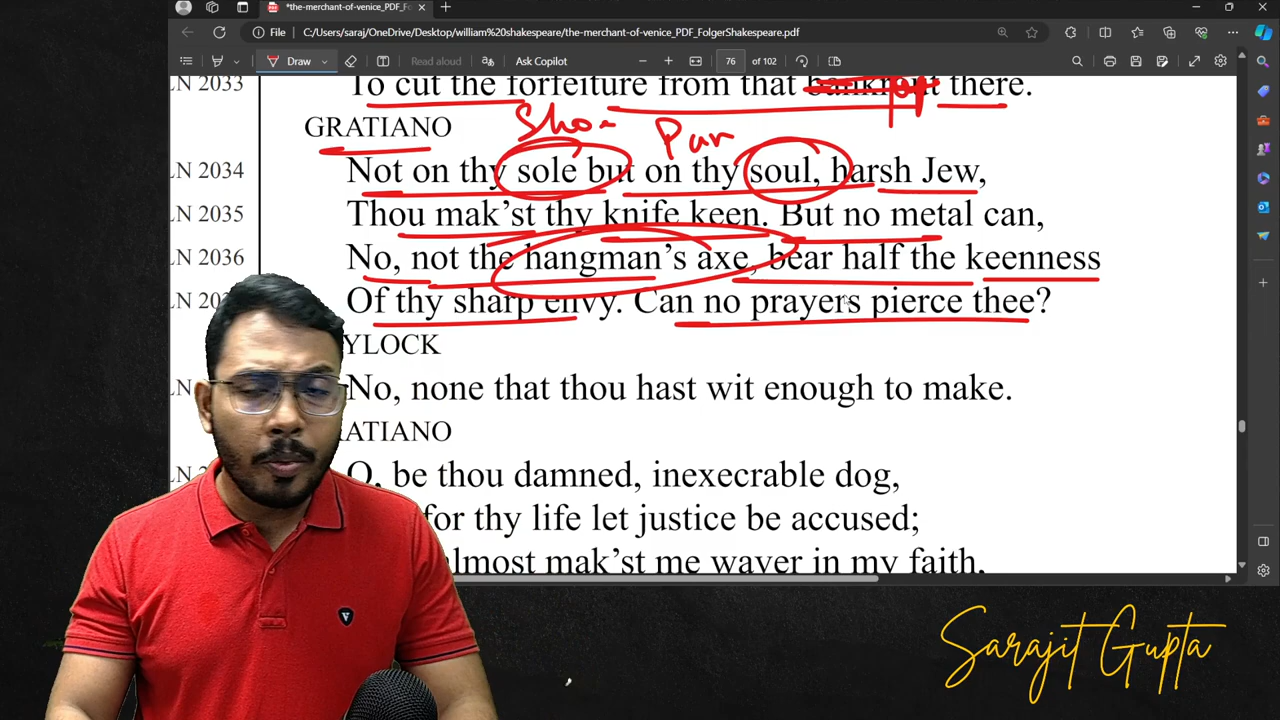 *the-merchant-of-venice_PDF_Fol
File C:/Users/saraj/OneDrive/Desktop/william%20shakespeare/the-merchant-of-venice_PDF_FolgerShakespeare.pdf
Draw Read aloud Ask Copilot 76 of 102
LN 2033 To cut the forfeiture from that there.
GRATIANO
Pun
LN 2034 Not on thy sole but on thy soul, harsh Jew,
LN 2035 Thou mak’st thy knife keen. But no metal can,
LN 2036 No, not the hangman’s axe, bear half the keenness
Of thy sharp envy. Can no prayers pierce thee?
YLOCK
No, none that thou hast wit enough to make.
ATIANO
O, be thou damned, inexecrable dog,
for thy life let justice be accused;
almost mak’st me waver in my faith,
Sarajit Gupta